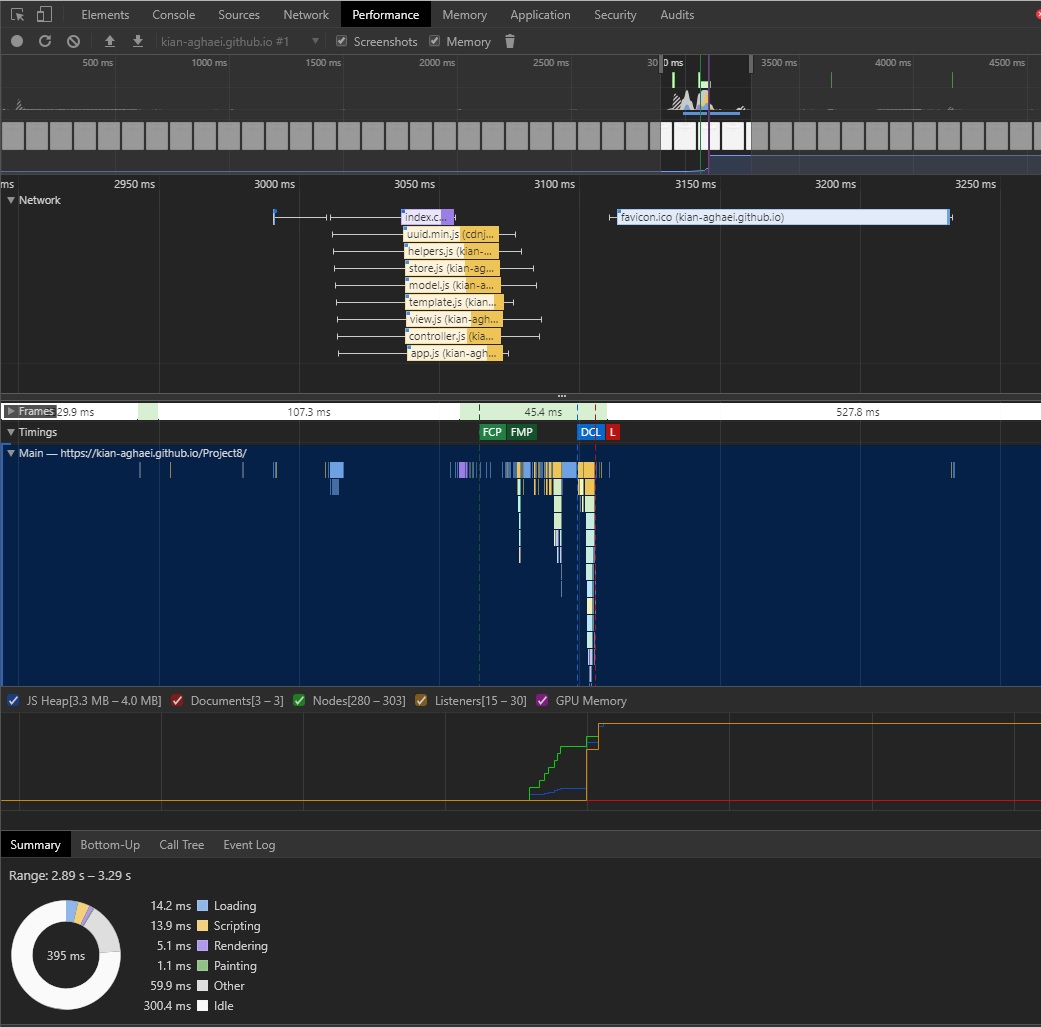 Elements Console Sources Network Performance Memory Application Security Audits
kian-aghaei.github.io #1 Screenshots Memory
500 ms 1000 ms 1500 ms 2000 ms 2500 ms 30 0 ms 3500 ms 4000 ms 4500 ms
ms 2950 ms 3000 ms 3050 ms 3100 ms 3150 ms 3200 ms 3250 ms
Network
index.c... favicon.ico (kian-aghaei.github.io)
uuid.min.js (cdnj...
helpers.js (kian-...
store.js (kian-ag...
model.js (kian-a...
template.js (kian...
view.js (kian-agh...
controller.js (kia...
app.js (kian-agh...
...
Frames 29.9 ms 107.3 ms 45.4 ms 527.8 ms
Timings FCP FMP DCL L
Main — https://kian-aghaei.github.io/Project8/
JS Heap[3.3 MB – 4.0 MB] Documents[3 – 3] Nodes[280 – 303] Listeners[15 – 30] GPU Memory
Summary Bottom-Up Call Tree Event Log
Range: 2.89 s – 3.29 s
14.2 ms Loading
13.9 ms Scripting
5.1 ms Rendering
395 ms
1.1 ms Painting
59.9 ms Other
300.4 ms Idle